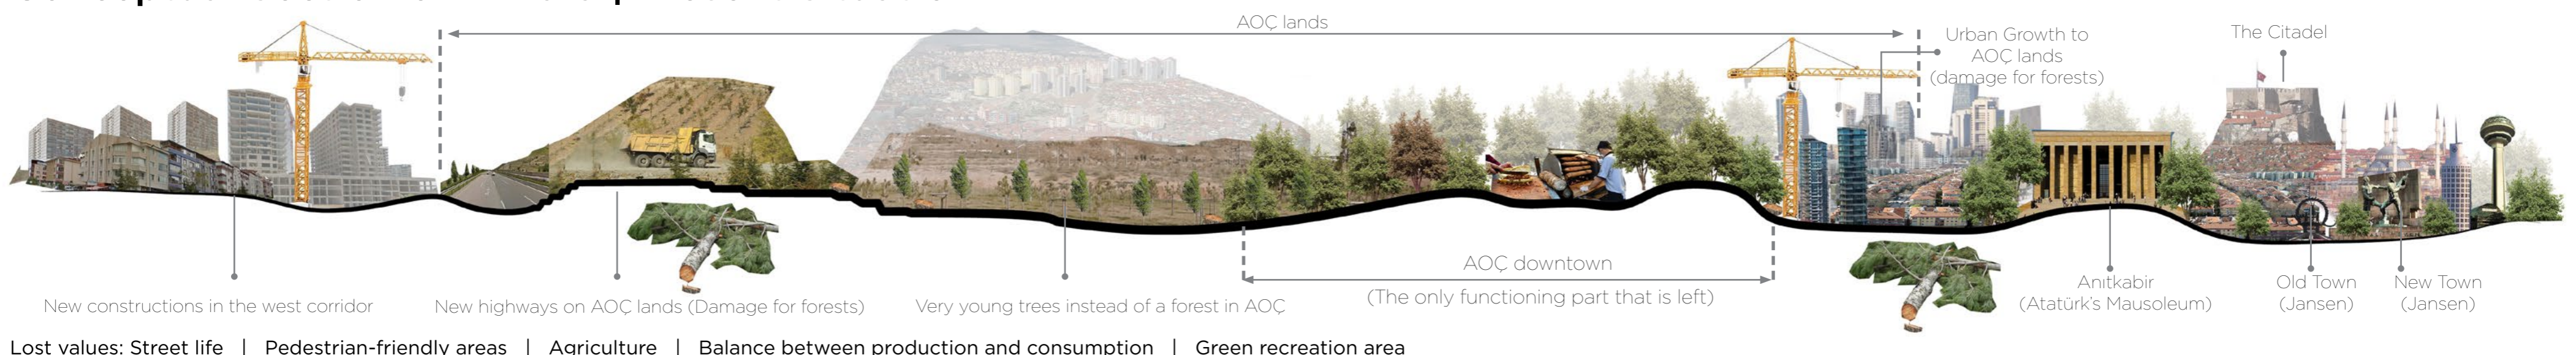 AOÇ lands
Urban Growth to
AOÇ lands
(damage for forests)
The Citadel
AOÇ downtown
(The only functioning part that is left)
New constructions in the west corridor
New highways on AOÇ lands (Damage for forests)
Very young trees instead of a forest in AOÇ
Anıtkabir
(Atatürk's Mausoleum)
Old Town
(Jansen)
New Town
(Jansen)
Lost values: Street life | Pedestrian-friendly areas | Agriculture | Balance between production and consumption | Green recreation area